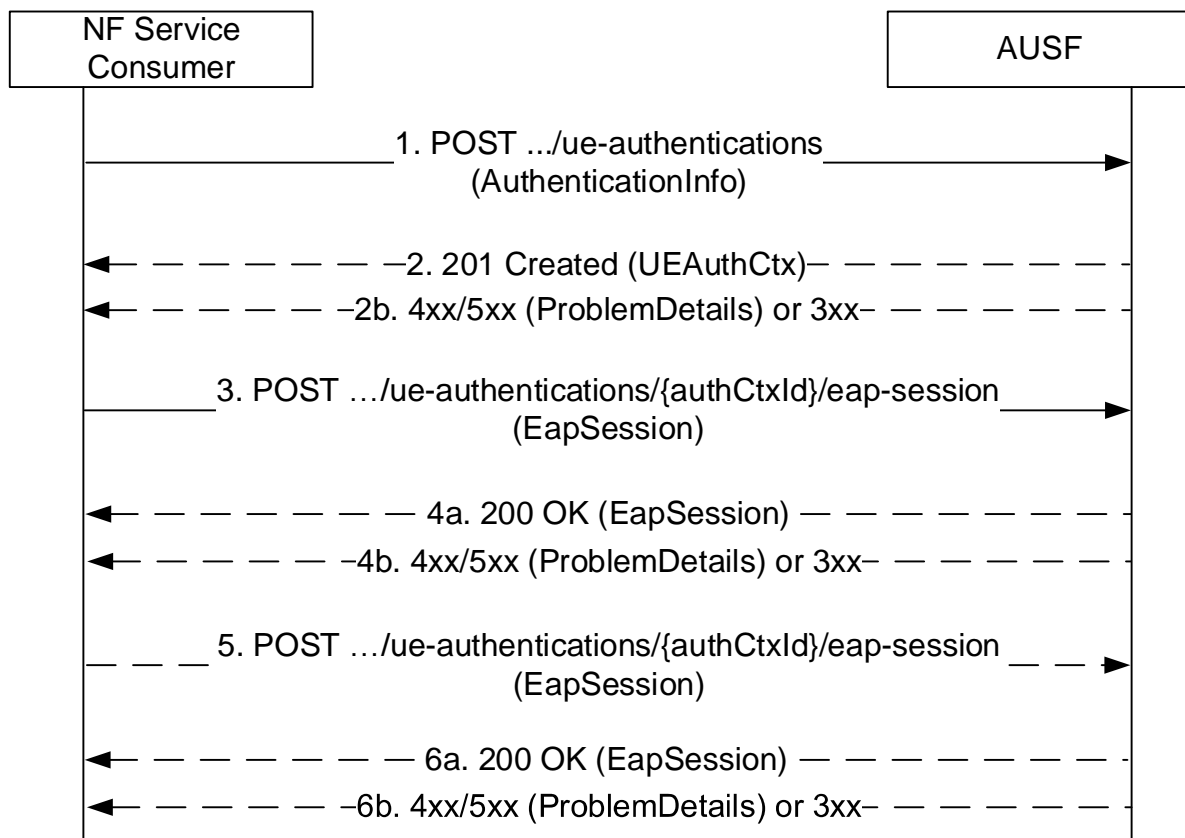 NF Service
Consumer
AUSF
1. POST .../ue-authentications
(AuthenticationInfo)
2. 201 Created (UEAuthCtx)
2b. 4xx/5xx (ProblemDetails) or 3xx
3. POST …/ue-authentications/{authCtxId}/eap-session
(EapSession)
4a. 200 OK (EapSession)
4b. 4xx/5xx (ProblemDetails) or 3xx
5. POST …/ue-authentications/{authCtxId}/eap-session
(EapSession)
6a. 200 OK (EapSession)
6b. 4xx/5xx (ProblemDetails) or 3xx